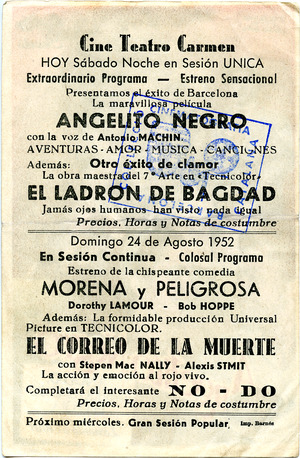 Cine Teatro Carmen
HOY Sábado Noche en Sesión UNICA
Extraordinario Programa — Estreno Sensacional
Presentamos el éxito de Barcelona
La maravillosa película
ANGELITO NEGRO
con la voz de Antonio MACHIN.
AVENTURAS - AMOR - MUSICA - CANCIONES
Además: Otro éxito de clamor
La obra maestra del 7º Arte en «Tecnicolor»
EL LADRON DE BAGDAD
Jamás ojos humanos han visto nada igual
Precios, Horas y Notas de costumbre
Domingo 24 de Agosto 1952
En Sesión Continua - Colosal Programa
Estreno de la chispeante comedia
MORENA y PELIGROSA
Dorothy LAMOUR - Bob HOPPE
Además: La formidable producción Universal
Picture en TECNICOLOR.
EL CORREO DE LA MUERTE
con Stepen Mac NALLY - Alexis STMIT
La acción y emoción al rojo vivo.
Completará el interesante NO - DO
Precios, Horas y Notas de costumbre
Próximo miércoles. Gran Sesión Popular. Imp. Barnés